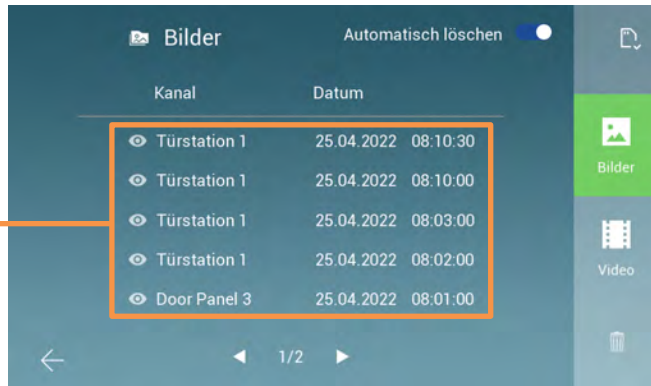 Bilder
Automatisch löschen
Kanal Datum
Türstation 1 25.04.2022 08:10:30
Türstation 1 25.04.2022 08:10:00
Türstation 1 25.04.2022 08:03:00
Türstation 1 25.04.2022 08:02:00
Door Panel 3 25.04.2022 08:01:00
1/2
Bilder
Video